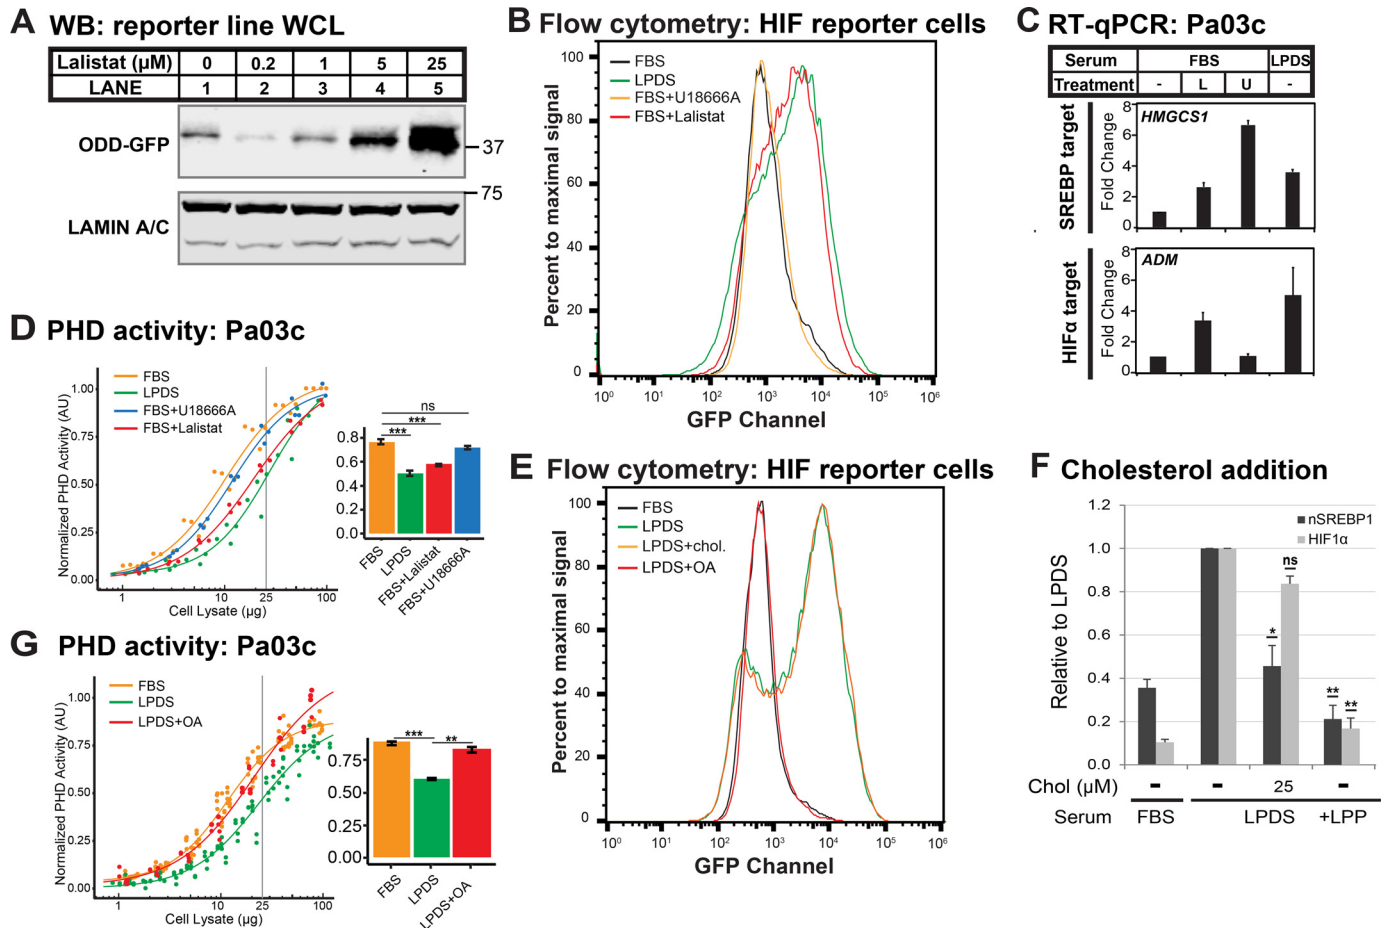 A WB: reporter line WCL
Lalistat (µM) 0 0.2 1 5 25
LANE 1 2 3 4 5
ODD-GFP
37
75
LAMIN A/C
B Flow cytometry: HIF reporter cells
Percent to maximal signal
100
80
60
40
20
0
FBS
LPDS
FBS+U18666A
FBS+Lalistat
10⁰ 10¹ 10² 10³ 10⁴ 10⁵ 10⁶
GFP Channel
C RT-qPCR: Pa03c
Serum FBS LPDS
Treatment - L U -
SREBP target
Fold Change
8
6
4
2
0
HMGCS1
HIFα target
Fold Change
8
6
4
2
0
ADM
D PHD activity: Pa03c
Normalized PHD Activity (AU)
1.00
0.75
0.50
0.25
0.00
FBS
LPDS
FBS+U18666A
FBS+Lalistat
1 10 25 100
Cell Lysate (µg)
ns
***
***
0.8
0.6
0.4
0.2
0.0
FBS
LPDS
FBS+Lalistat
FBS+U18666A
E Flow cytometry: HIF reporter cells
Percent to maximal signal
100
80
60
40
20
0
FBS
LPDS
LPDS+chol.
LPDS+OA
10⁰ 10¹ 10² 10³ 10⁴ 10⁵ 10⁶
GFP Channel
F Cholesterol addition
Relative to LPDS
1.2
1.0
0.8
0.6
0.4
0.2
0.0
nSREBP1
HIF1α
ns
*
**
**
Chol (µM) - - 25 -
Serum FBS LPDS +LPP
G PHD activity: Pa03c
Normalized PHD Activity (AU)
1.00
0.75
0.50
0.25
0.00
FBS
LPDS
LPDS+OA
1 10 25 100
Cell Lysate (µg)
*** **
0.75
0.50
0.25
0.00
FBS
LPDS
LPDS+OA